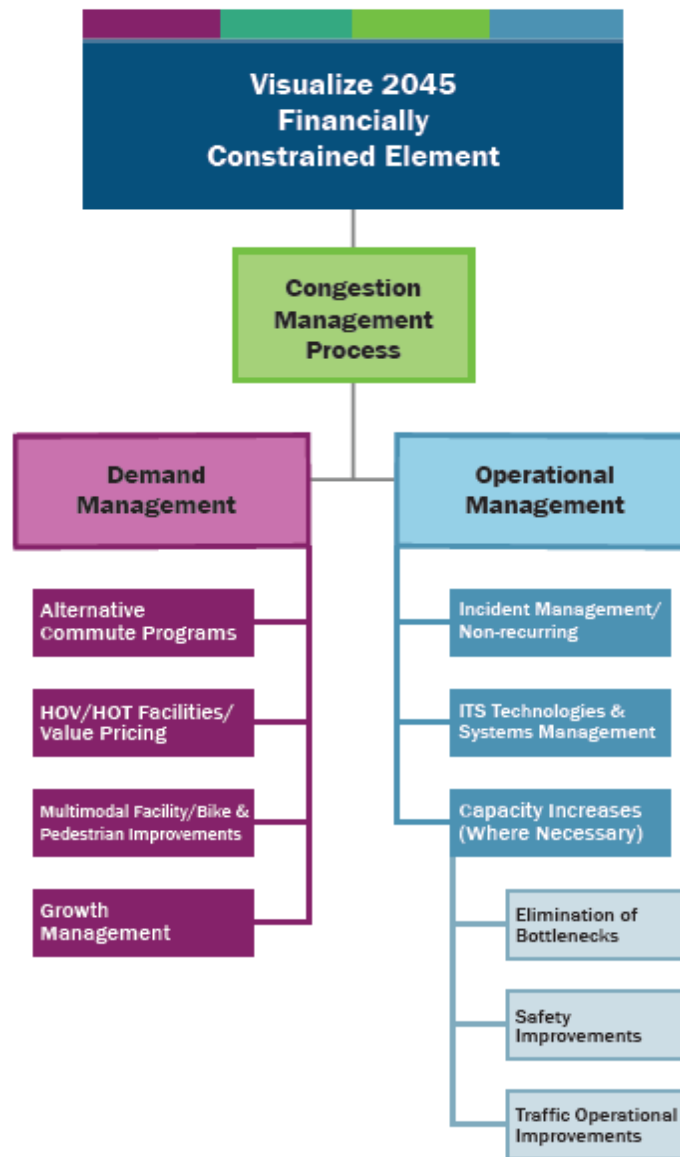 Visualize 2045
Financially
Constrained Element
Congestion
Management
Process
Demand
Management
Alternative
Commute Programs
HOV/HOT Facilities/
Value Pricing
Multimodal Facility/Bike &
Pedestrian Improvements
Growth
Management
Operational
Management
Incident Management/
Non-recurring
ITS Technologies &
Systems Management
Capacity Increases
(Where Necessary)
Elimination of
Bottlenecks
Safety
Improvements
Traffic Operational
Improvements